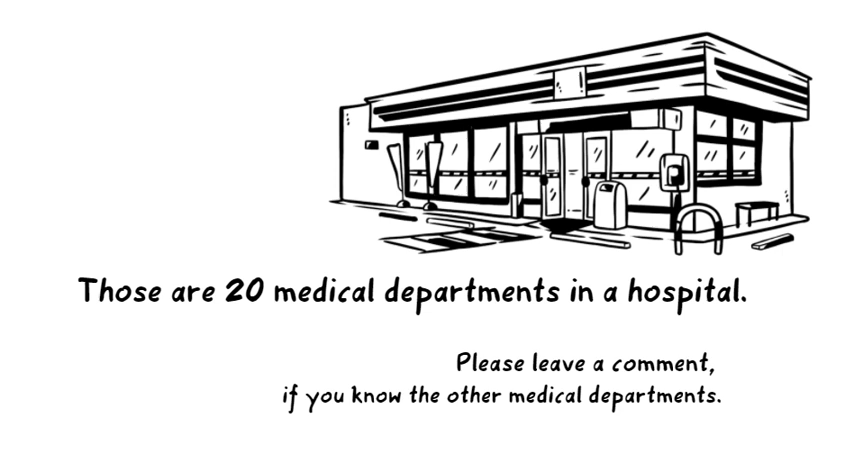 Those are 20 medical departments in a hospital.
Please leave a comment,
if you know the other medical departments.